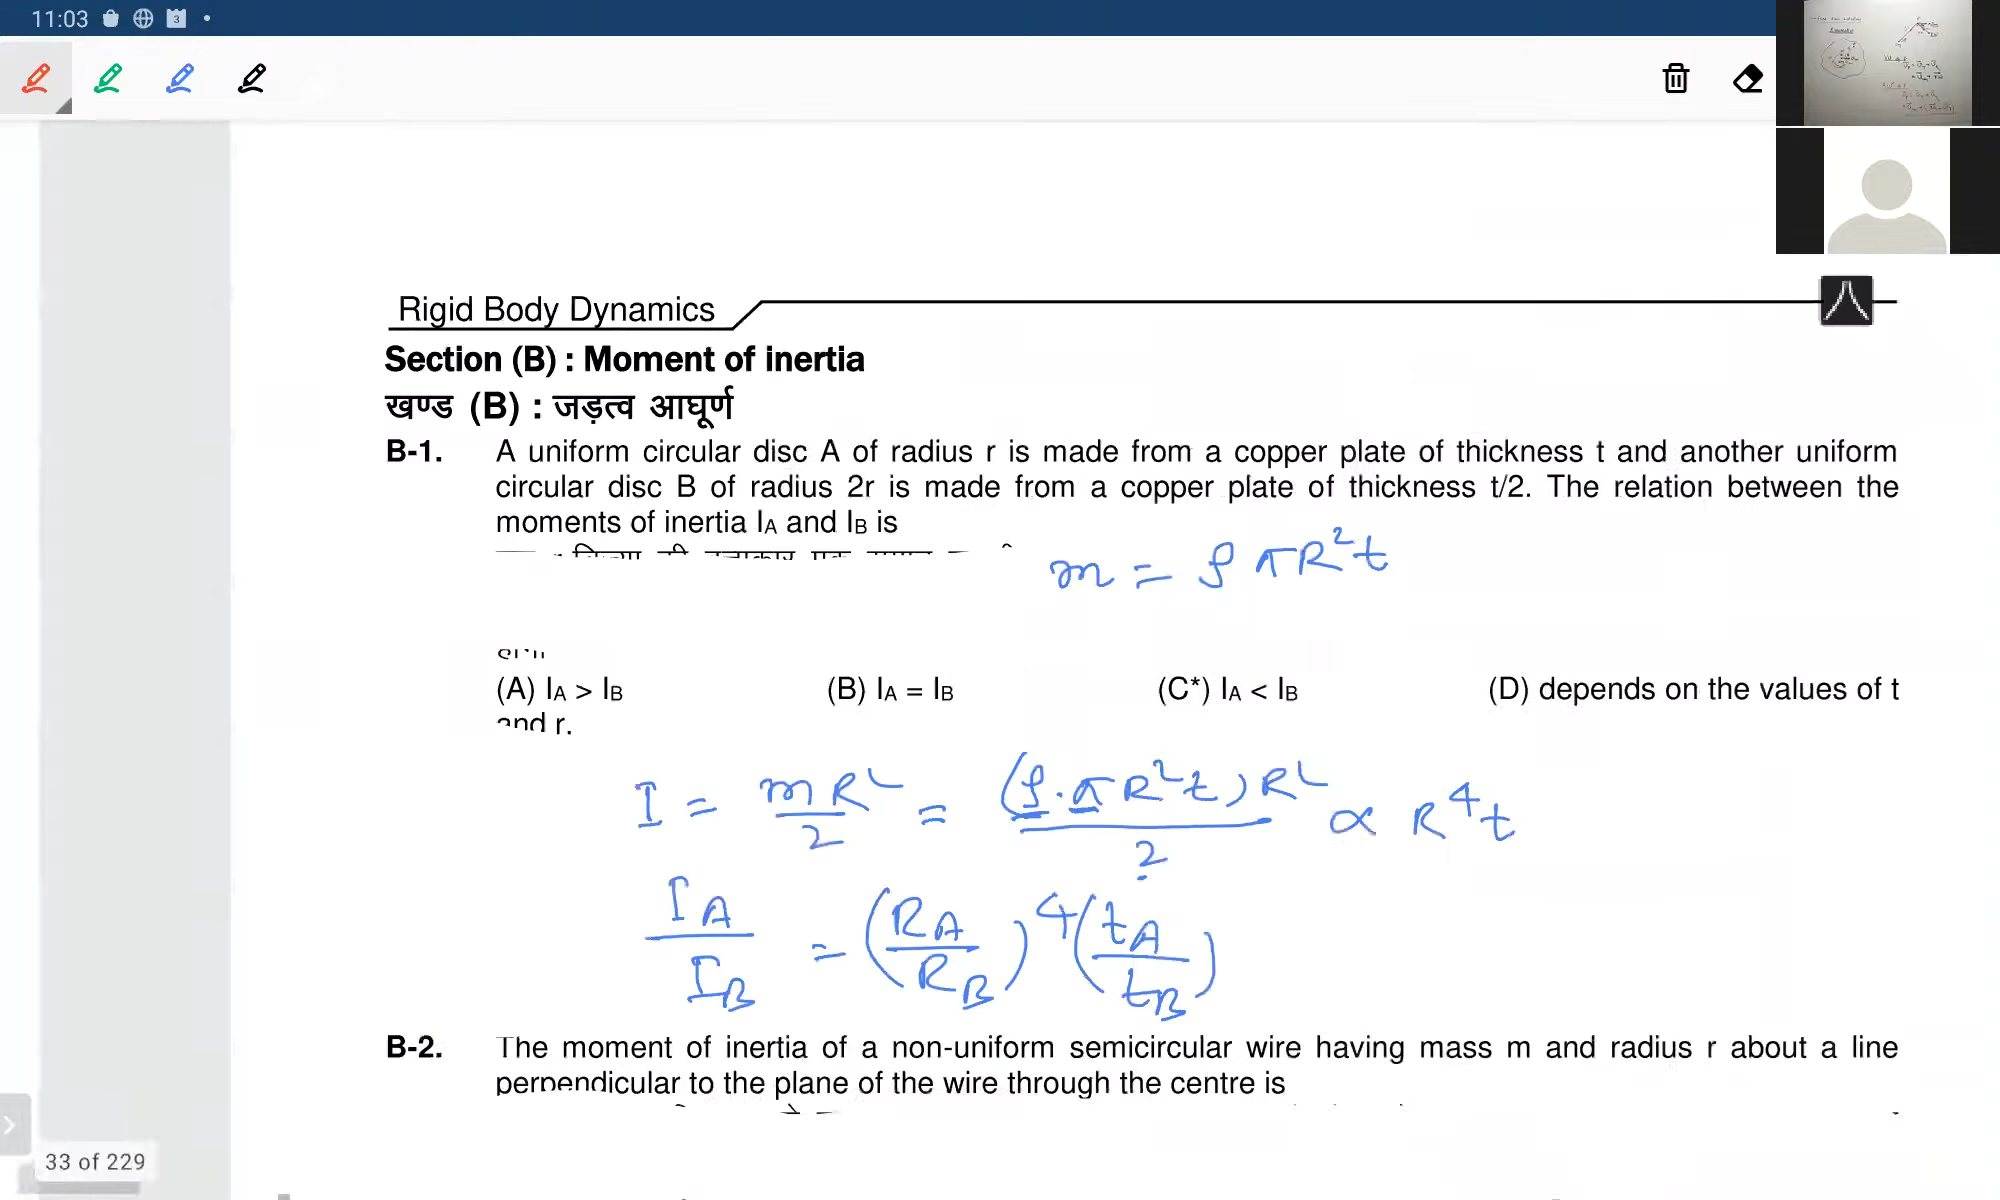 11:03
3
Rigid Body Dynamics
Section (B) : Moment of inertia
खण्ड (B) : जड़त्व आघूर्ण
B-1. A uniform circular disc A of radius r is made from a copper plate of thickness t and another uniform
circular disc B of radius 2r is made from a copper plate of thickness t/2. The relation between the
moments of inertia IA and IB is
m = ρ πR²t
(A) IA > IB (B) IA = IB (C*) IA < IB (D) depends on the values of t
and r.
I = mR²/2 = (ρ.πR²t)R²/2 ∝ R⁴t
IA/IB = (RA/RB)⁴(tA/tB)
B-2. The moment of inertia of a non-uniform semicircular wire having mass m and radius r about a line
perpendicular to the plane of the wire through the centre is
33 of 229